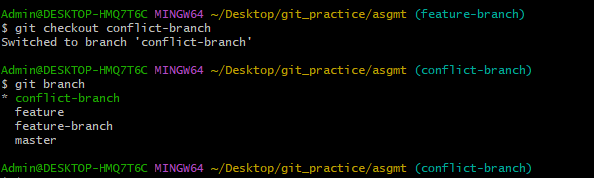 Admin@DESKTOP-HMQ7T6C MINGW64 ~/Desktop/git_practice/asgmt (feature-branch)
$ git checkout conflict-branch
Switched to branch 'conflict-branch'
Admin@DESKTOP-HMQ7T6C MINGW64 ~/Desktop/git_practice/asgmt (conflict-branch)
$ git branch
* conflict-branch
  feature
  feature-branch
  master
Admin@DESKTOP-HMQ7T6C MINGW64 ~/Desktop/git_practice/asgmt (conflict-branch)